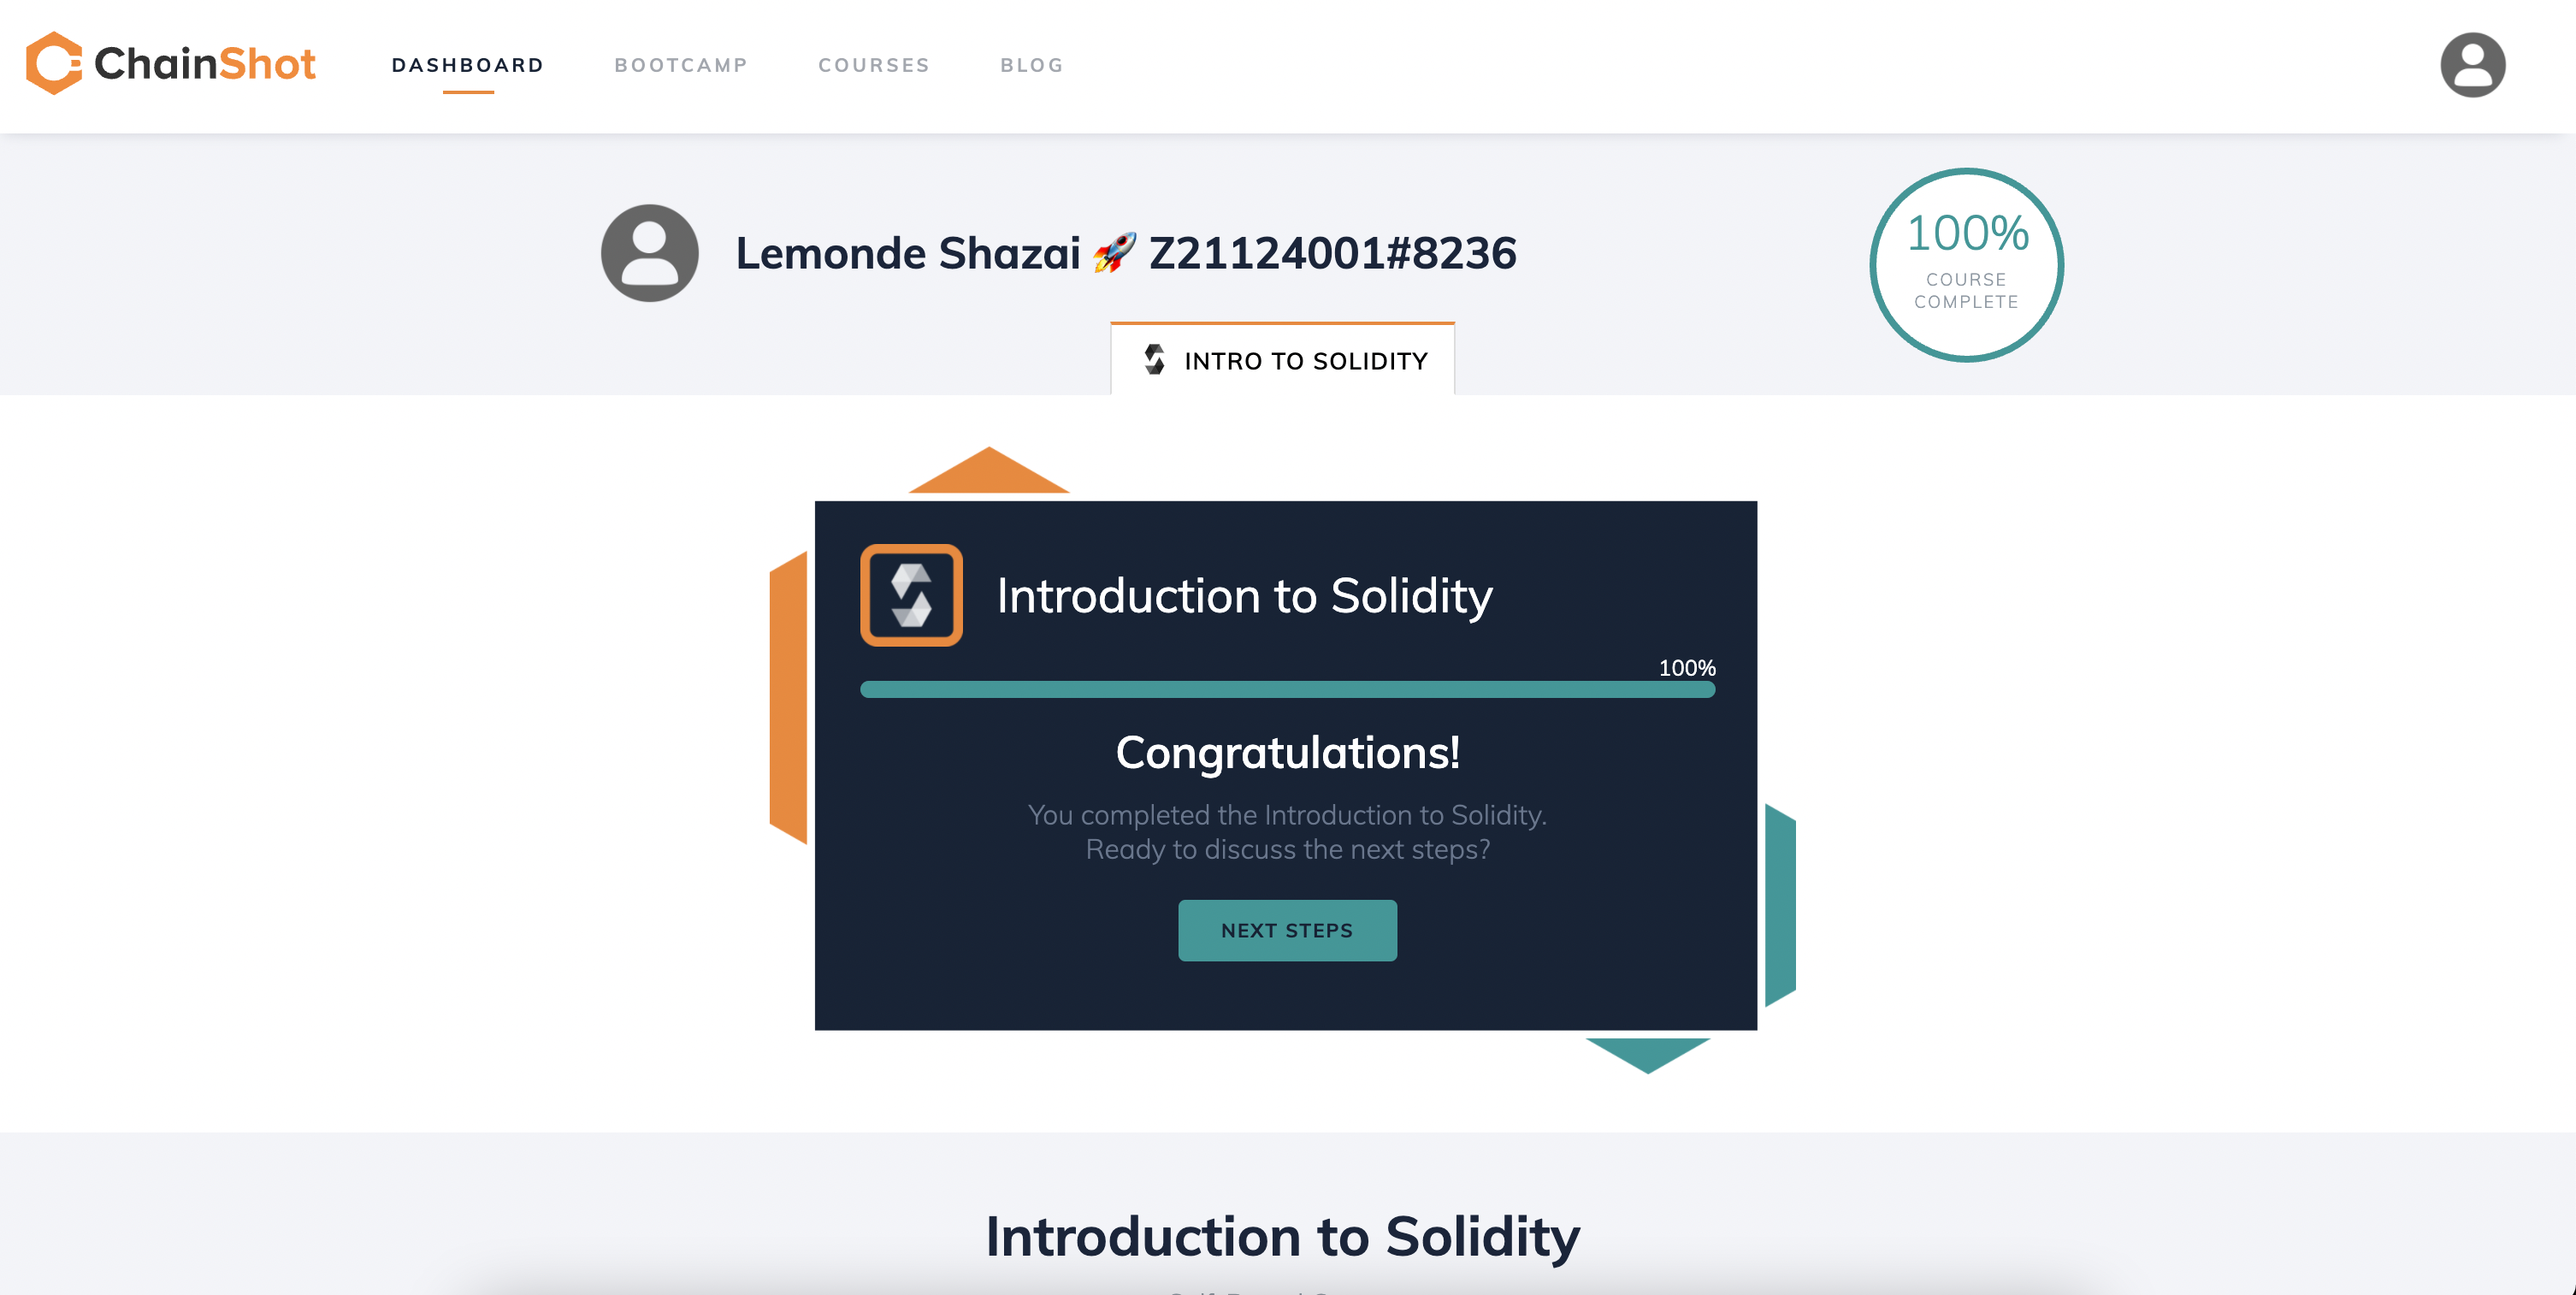 ChainShot
DASHBOARD
BOOTCAMP
COURSES
BLOG
Lemonde Shazai 🚀 Z21124001#8236
100%
COURSE
COMPLETE
INTRO TO SOLIDITY
Introduction to Solidity
100%
Congratulations!
You completed the Introduction to Solidity.
Ready to discuss the next steps?
NEXT STEPS
Introduction to Solidity